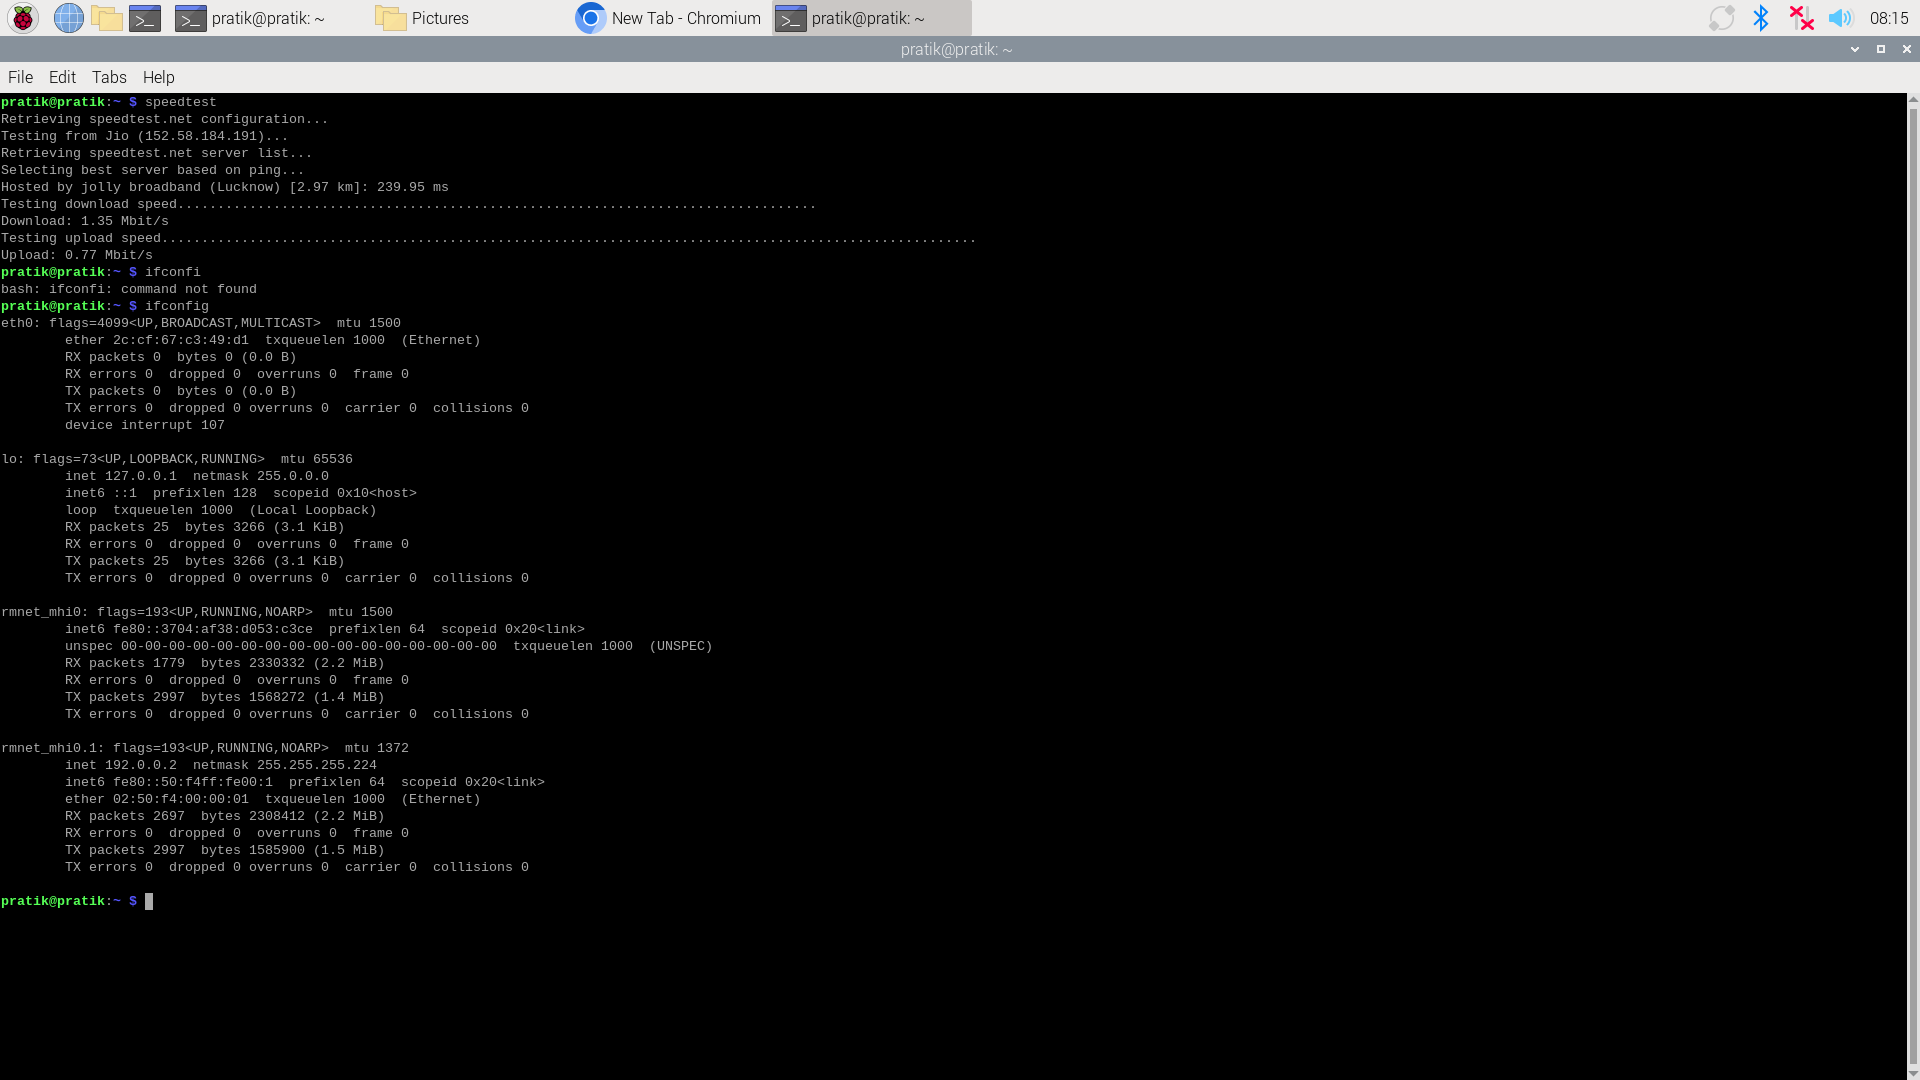 pratik@pratik: ~
Pictures
New Tab - Chromium
pratik@pratik: ~
08:15
pratik@pratik: ~
File Edit Tabs Help
pratik@pratik:~ $ speedtest
Retrieving speedtest.net configuration...
Testing from Jio (152.58.184.191)...
Retrieving speedtest.net server list...
Selecting best server based on ping...
Hosted by jolly broadband (Lucknow) [2.97 km]: 239.95 ms
Testing download speed................................................................................
Download: 1.35 Mbit/s
Testing upload speed......................................................................................................
Upload: 0.77 Mbit/s
pratik@pratik:~ $ ifconfi
bash: ifconfi: command not found
pratik@pratik:~ $ ifconfig
eth0: flags=4099<UP,BROADCAST,MULTICAST>  mtu 1500
        ether 2c:cf:67:c3:49:d1  txqueuelen 1000  (Ethernet)
        RX packets 0  bytes 0 (0.0 B)
        RX errors 0  dropped 0  overruns 0  frame 0
        TX packets 0  bytes 0 (0.0 B)
        TX errors 0  dropped 0 overruns 0  carrier 0  collisions 0
        device interrupt 107
lo: flags=73<UP,LOOPBACK,RUNNING>  mtu 65536
        inet 127.0.0.1  netmask 255.0.0.0
        inet6 ::1  prefixlen 128  scopeid 0x10<host>
        loop  txqueuelen 1000  (Local Loopback)
        RX packets 25  bytes 3266 (3.1 KiB)
        RX errors 0  dropped 0  overruns 0  frame 0
        TX packets 25  bytes 3266 (3.1 KiB)
        TX errors 0  dropped 0 overruns 0  carrier 0  collisions 0
rmnet_mhi0: flags=193<UP,RUNNING,NOARP>  mtu 1500
        inet6 fe80::3704:af38:d053:c3ce  prefixlen 64  scopeid 0x20<link>
        unspec 00-00-00-00-00-00-00-00-00-00-00-00-00-00-00-00  txqueuelen 1000  (UNSPEC)
        RX packets 1779  bytes 2330332 (2.2 MiB)
        RX errors 0  dropped 0  overruns 0  frame 0
        TX packets 2997  bytes 1568272 (1.4 MiB)
        TX errors 0  dropped 0 overruns 0  carrier 0  collisions 0
rmnet_mhi0.1: flags=193<UP,RUNNING,NOARP>  mtu 1372
        inet 192.0.0.2  netmask 255.255.255.224
        inet6 fe80::50:f4ff:fe00:1  prefixlen 64  scopeid 0x20<link>
        ether 02:50:f4:00:00:01  txqueuelen 1000  (Ethernet)
        RX packets 2697  bytes 2308412 (2.2 MiB)
        RX errors 0  dropped 0  overruns 0  frame 0
        TX packets 2997  bytes 1585900 (1.5 MiB)
        TX errors 0  dropped 0 overruns 0  carrier 0  collisions 0
pratik@pratik:~ $